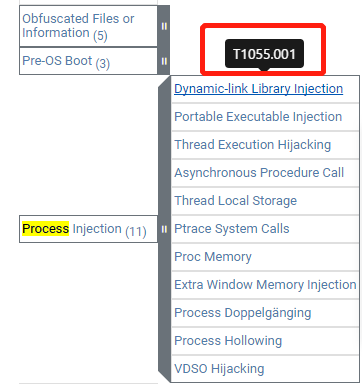 Obfuscated Files or
Information (5)
Pre-OS Boot (3)
T1055.001
Dynamic-link Library Injection
Portable Executable Injection
Thread Execution Hijacking
Asynchronous Procedure Call
Thread Local Storage
Ptrace System Calls
Process Injection (11)
Proc Memory
Extra Window Memory Injection
Process Doppelgänging
Process Hollowing
VDSO Hijacking